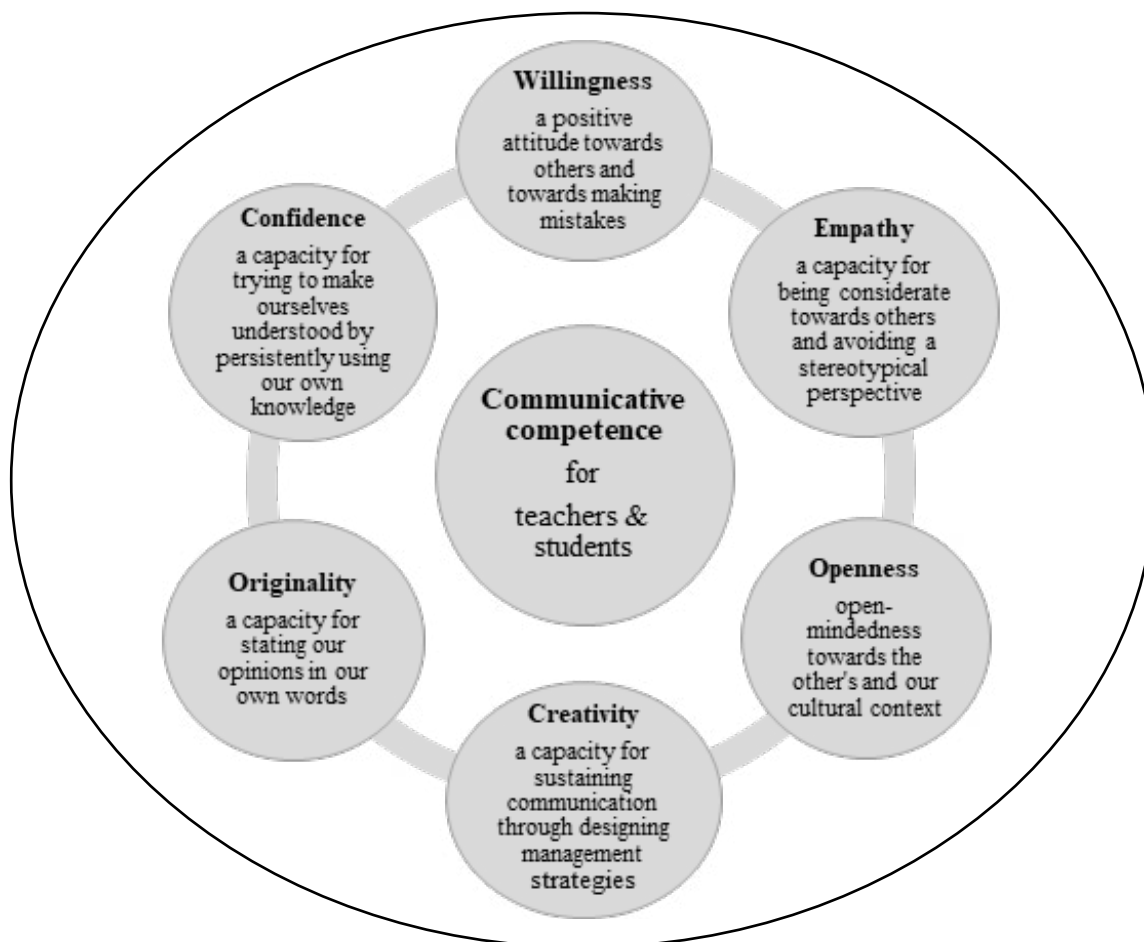 Willingness
a positive
attitude towards
others and
towards making
mistakes
Empathy
a capacity for
being considerate
towards others
and avoiding a
stereotypical
perspective
Openness
open-
mindedness
towards the
other's and our
cultural context
Creativity
a capacity for
sustaining
communication
through designing
management
strategies
Originality
a capacity for
stating our
opinions in our
own words
Confidence
a capacity for
trying to make
ourselves
understood by
persistently using
our own
knowledge
Communicative
competence
for
teachers &
students